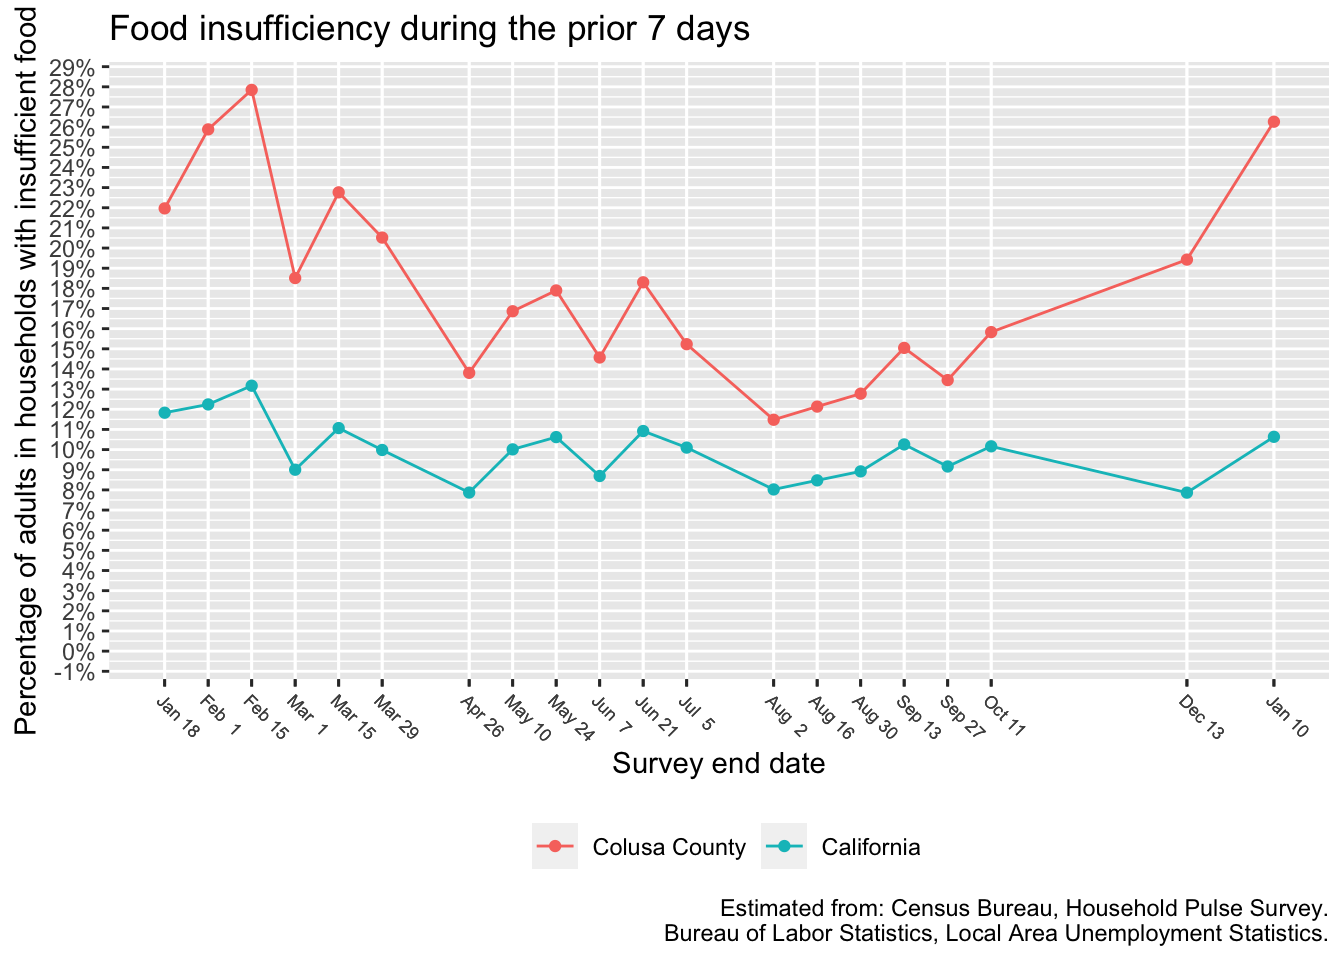 Food insufficiency during the prior 7 days
Percentage of adults in households with insufficient food
29%
28%
27%
26%
25%
24%
23%
22%
21%
20%
19%
18%
17%
16%
15%
14%
13%
12%
11%
10%
9%
8%
7%
6%
5%
4%
3%
2%
1%
0%
-1%
Jan 18
Feb 1
Feb 15
Mar 1
Mar 15
Mar 29
Apr 26
May 10
May 24
Jun 7
Jun 21
Jul 5
Aug 2
Aug 16
Aug 30
Sep 13
Sep 27
Oct 11
Dec 13
Jan 10
Survey end date
Colusa County
California
Estimated from: Census Bureau, Household Pulse Survey.
Bureau of Labor Statistics, Local Area Unemployment Statistics.